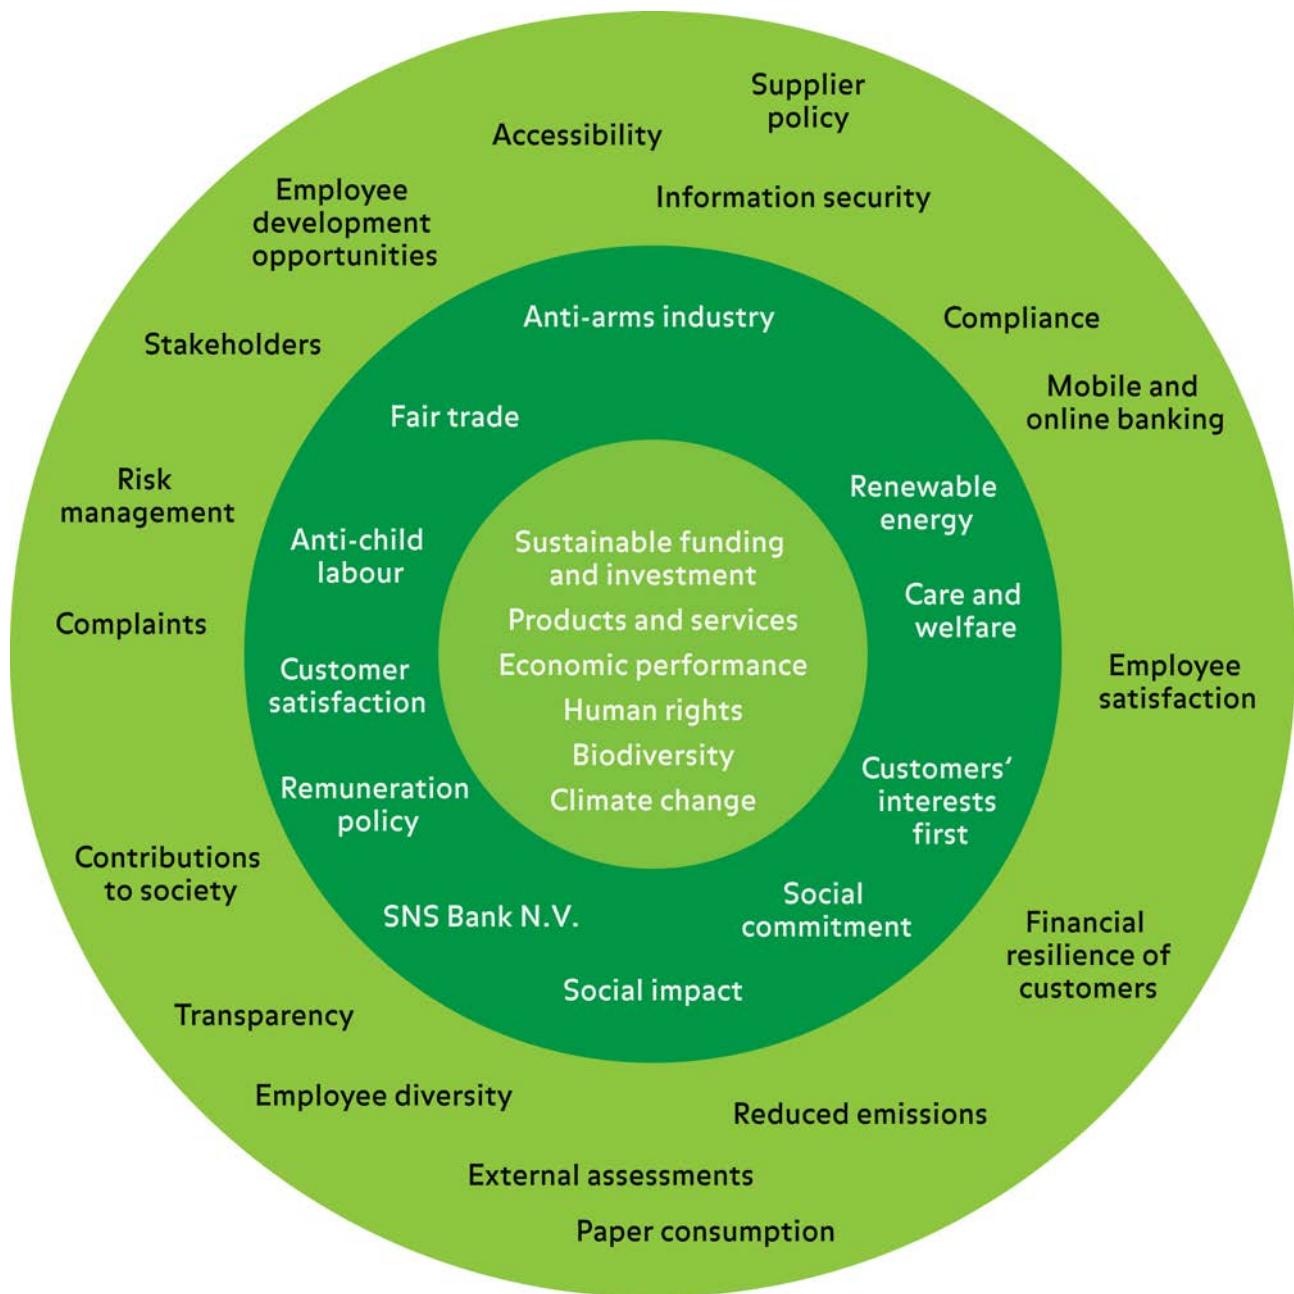 Supplier
policy
Accessibility
Information security
Employee
development
opportunities
Stakeholders
Compliance
Mobile and
online banking
Risk
management
Complaints
Employee
satisfaction
Contributions
to society
Financial
resilience of
customers
Transparency
Employee diversity
Reduced emissions
External assessments
Paper consumption
Anti-arms industry
Fair trade
Renewable
energy
Anti-child
labour
Care and
welfare
Customer
satisfaction
Customers’
interests
first
Remuneration
policy
Social
commitment
SNS Bank N.V.
Social impact
Sustainable funding
and investment
Products and services
Economic performance
Human rights
Biodiversity
Climate change